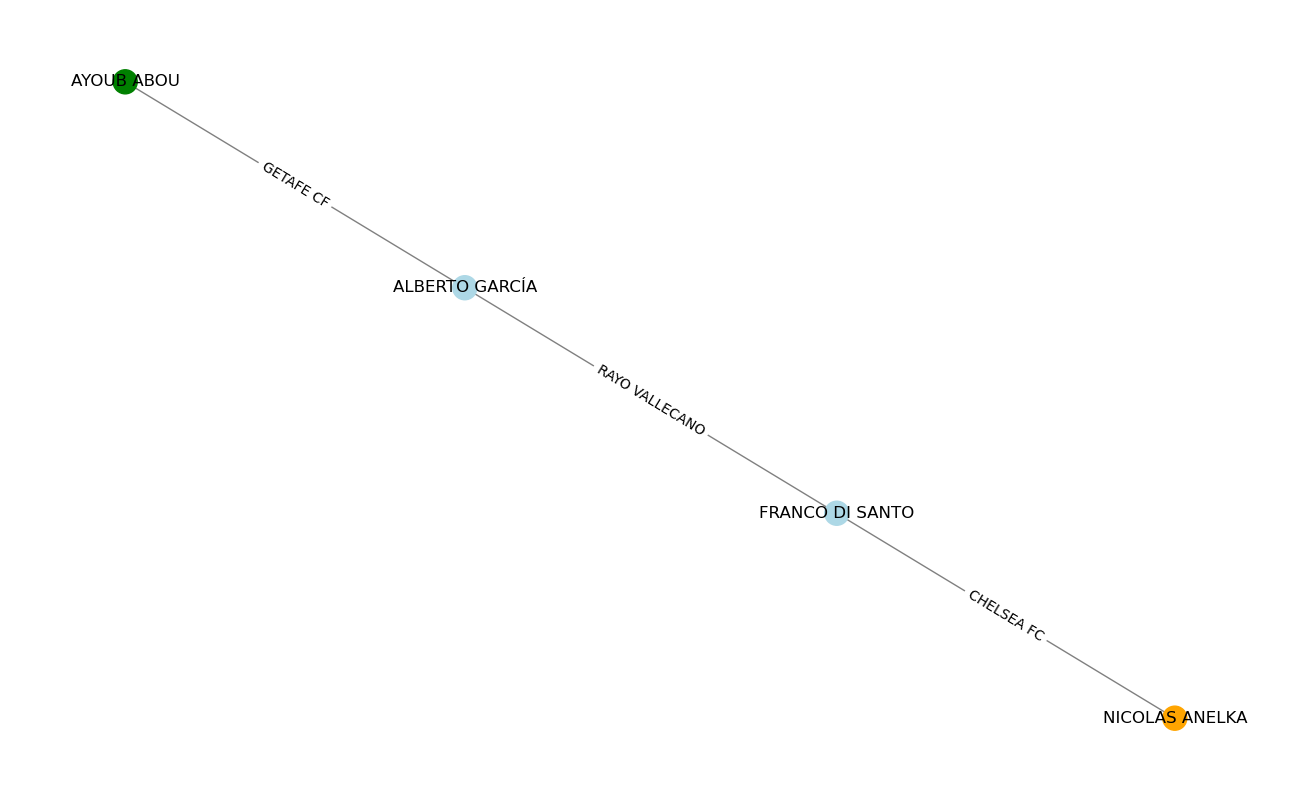 AYOUB ABOU
GETAFE CF
ALBERTO GARCÍA
RAYO VALLECANO
FRANCO DI SANTO
CHELSEA FC
NICOLAS ANELKA